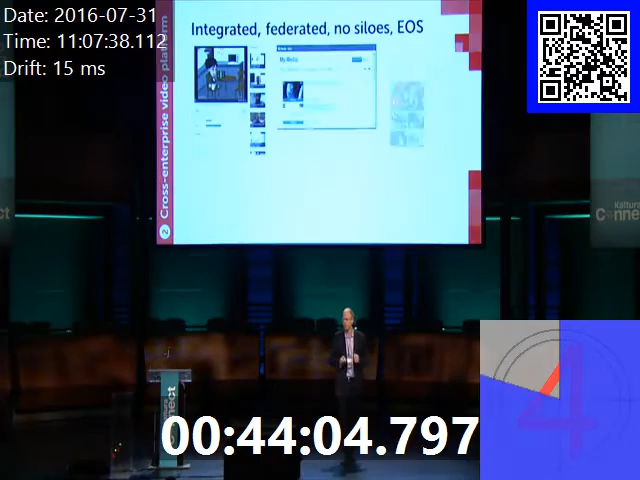 Date: 2016-07-31
Time: 11:07:38.112
Drift: 15 ms
Integrated, federated, no siloes, EOS
2 Cross-enterprise video platform
My Media
ct
Kaltura
Connect
Connect
4
00:44:04.797